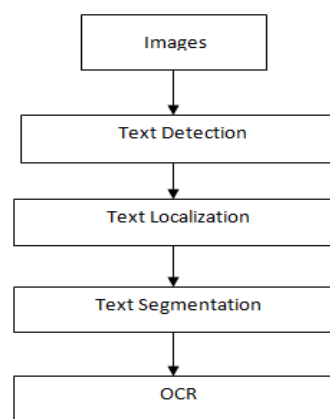 Images
Text Detection
Text Localization
Text Segmentation
OCR